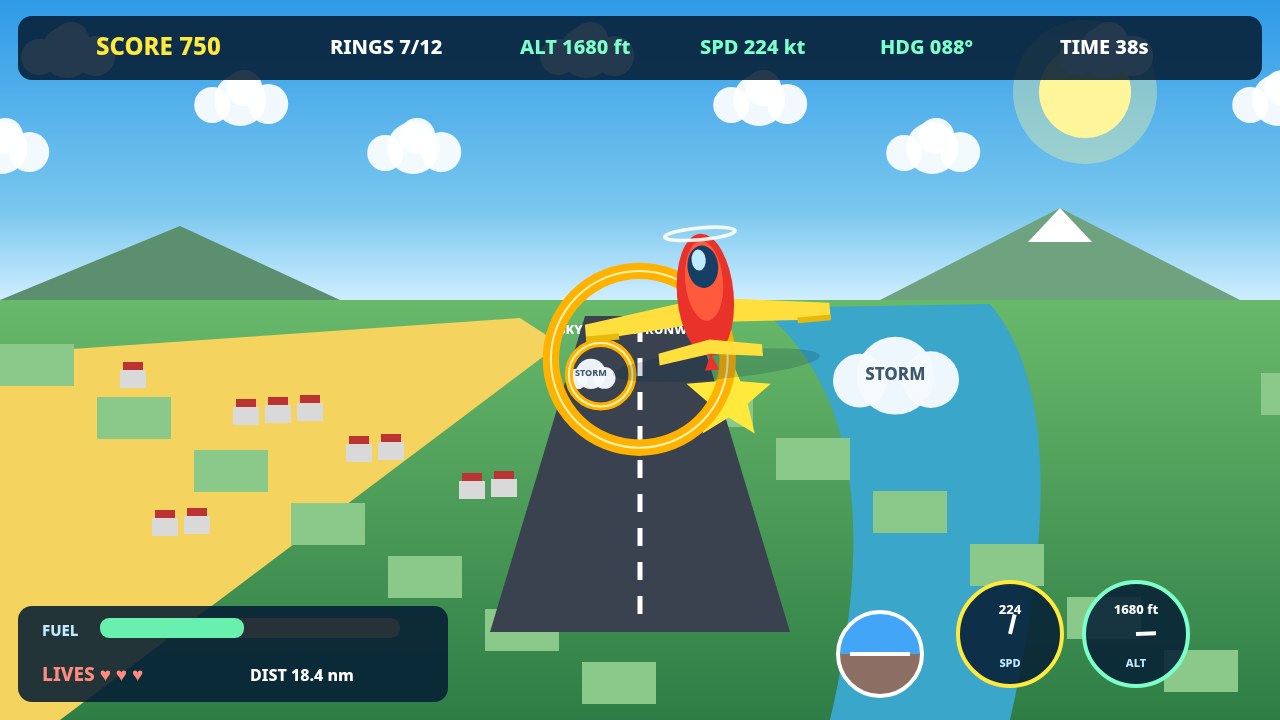 SCORE 750
RINGS 7/12
ALT 1680 ft
SPD 224 kt
HDG 088°
TIME 38s
RUNW
STORM
STORM
FUEL
LIVES ♥ ♥ ♥
DIST 18.4 nm
224
SPD
1680 ft
ALT